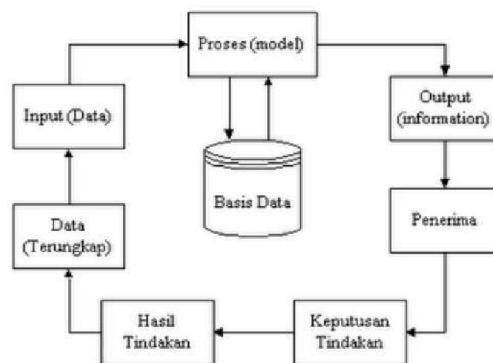 Proses (model)
Input (Data)
Output
(information)
Basis Data
Data
(Terungkap)
Penerima
Hasil
Tindakan
Keputusan
Tindakan